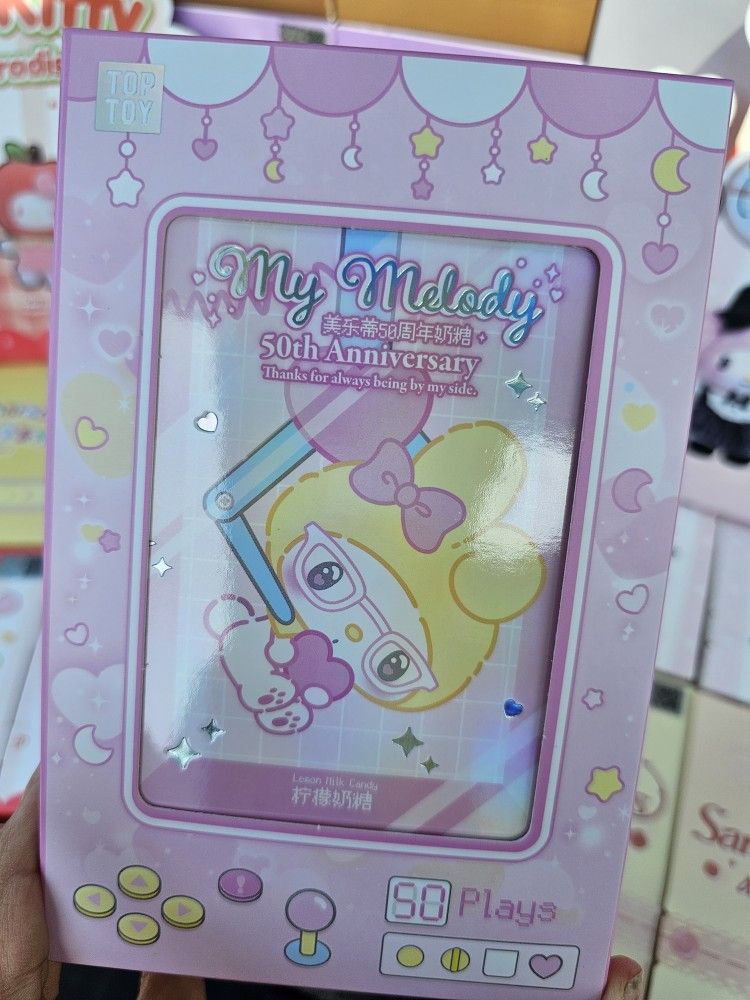 TOP
TOY
My Melody
美乐蒂50周年奶糖
50th Anniversary
Thanks for always being by my side.
Lemon Milk Candy
柠檬奶糖
50 Plays
San